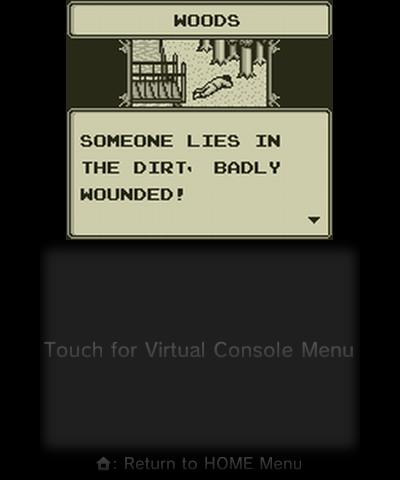 WOODS
SOMEONE LIES IN
THE DIRT, BADLY
WOUNDED!
Touch for Virtual Console Menu
: Return to HOME Menu